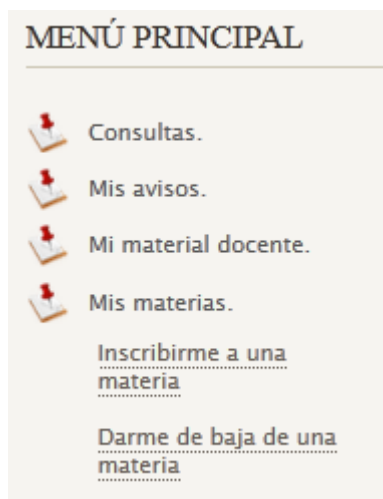 MENÚ PRINCIPAL
Consultas.
Mis avisos.
Mi material docente.
Mis materias.
Inscribirme a una
materia
Darme de baja de una
materia